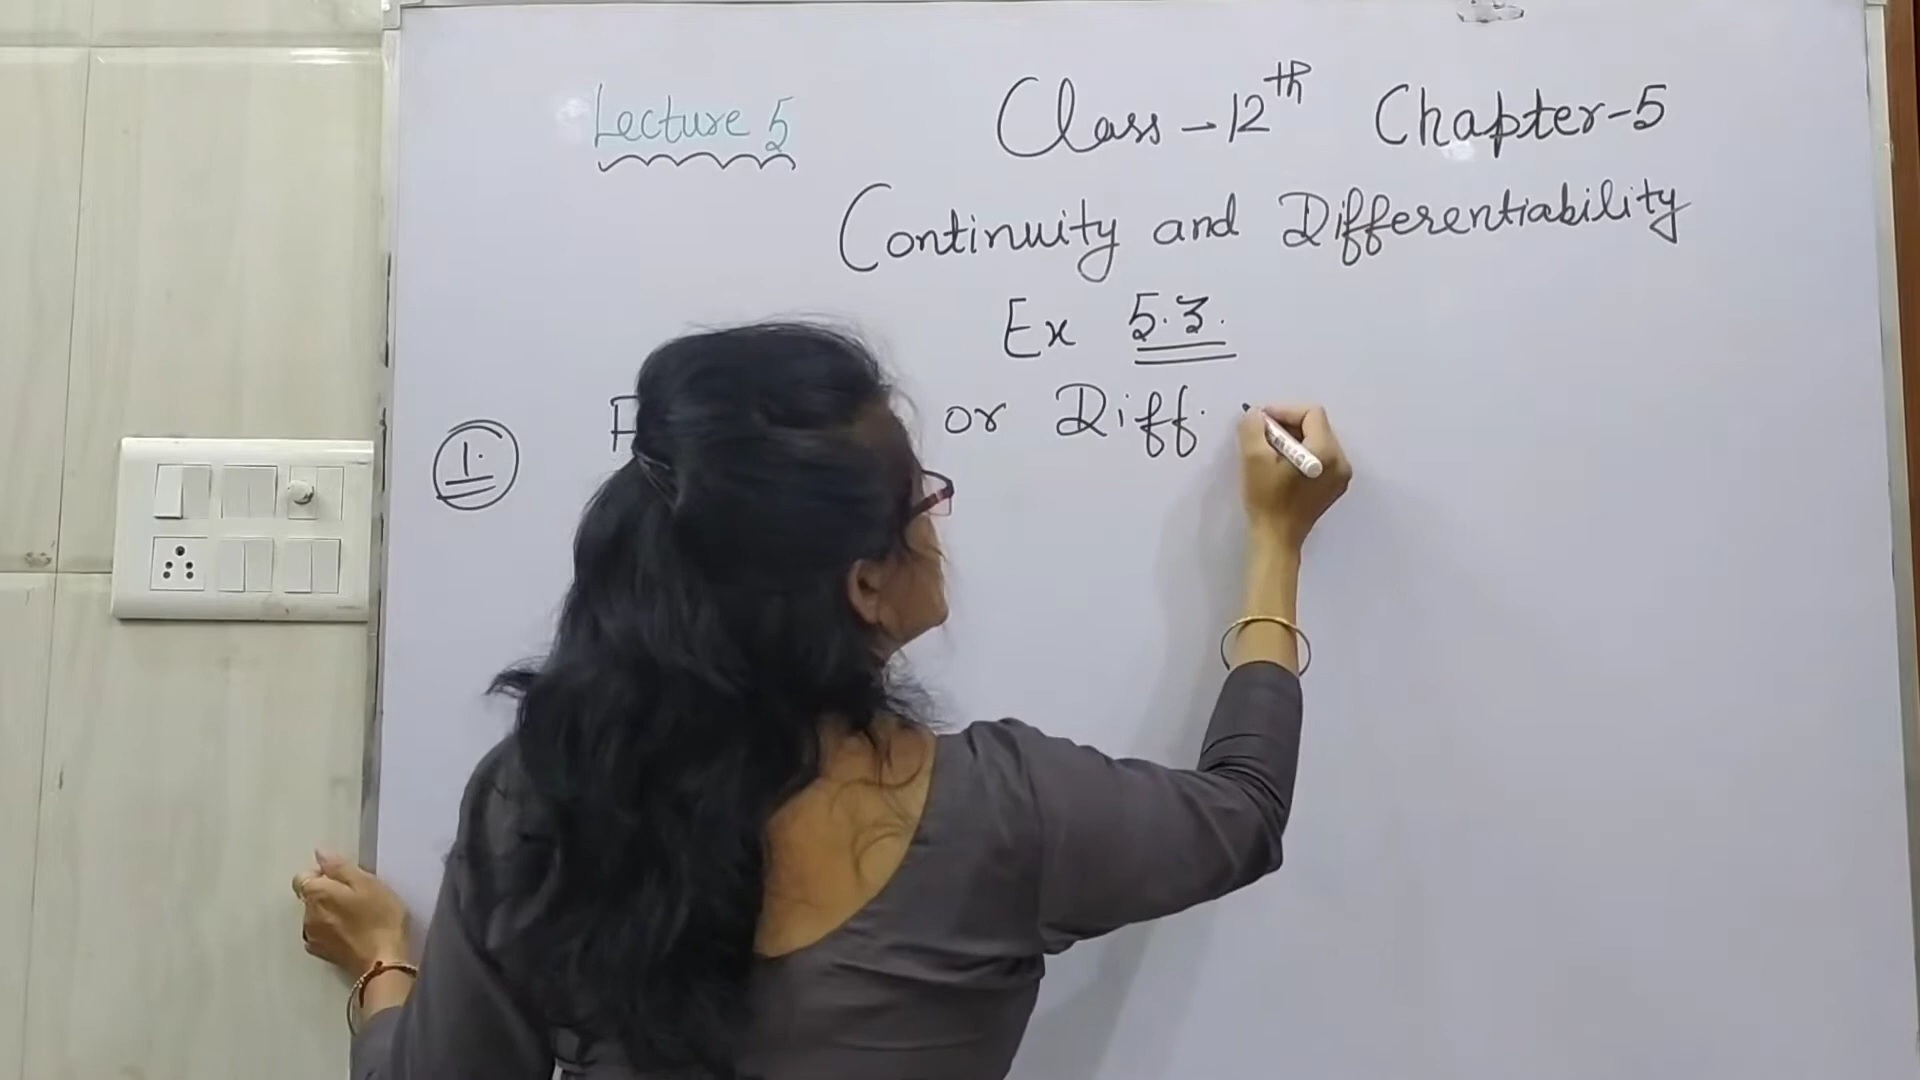 Lecture 5 Class - 12th Chapter-5
Continuity and Differentiability
Ex 5.3.
1. or Diff.